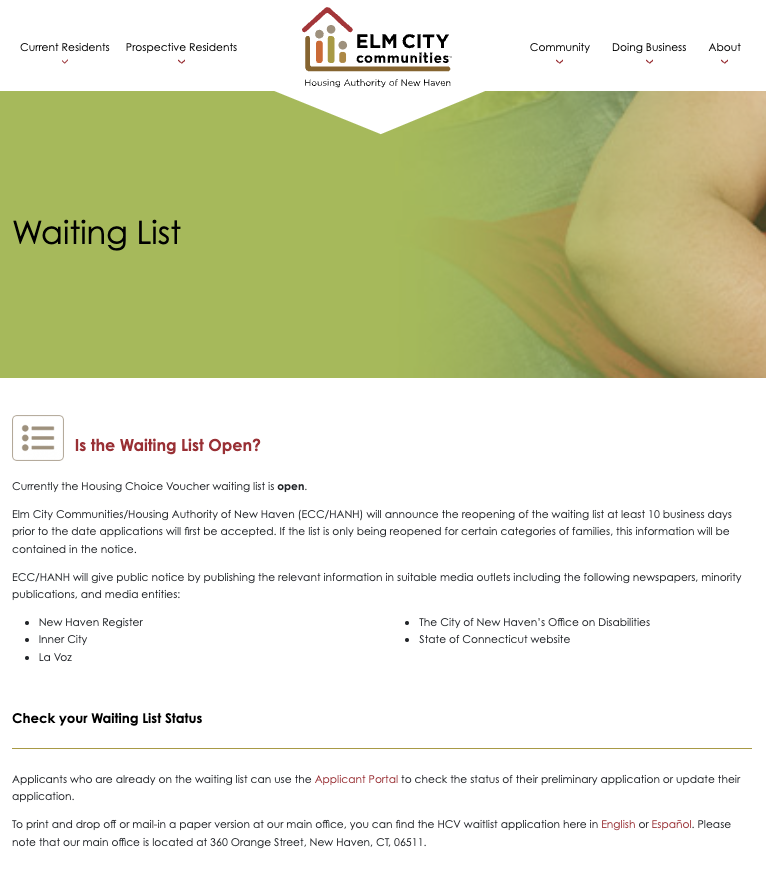 Current Residents
Prospective Residents
ELM CITY
communities
Housing Authority of New Haven
Community
Doing Business
About
Waiting List
Is the Waiting List Open?
Currently the Housing Choice Voucher waiting list is open.
Elm City Communities/Housing Authority of New Haven (ECC/HANH) will announce the reopening of the waiting list at least 10 business days
prior to the date applications will first be accepted. If the list is only being reopened for certain categories of families, this information will be
contained in the notice.
ECC/HANH will give public notice by publishing the relevant information in suitable media outlets including the following newspapers, minority
publications, and media entities:
• New Haven Register
• Inner City
• La Voz
• The City of New Haven’s Office on Disabilities
• State of Connecticut website
Check your Waiting List Status
Applicants who are already on the waiting list can use the Applicant Portal to check the status of their preliminary application or update their
application.
To print and drop off or mail-in a paper version at our main office, you can find the HCV waitlist application here in English or Español. Please
note that our main office is located at 360 Orange Street, New Haven, CT, 06511.